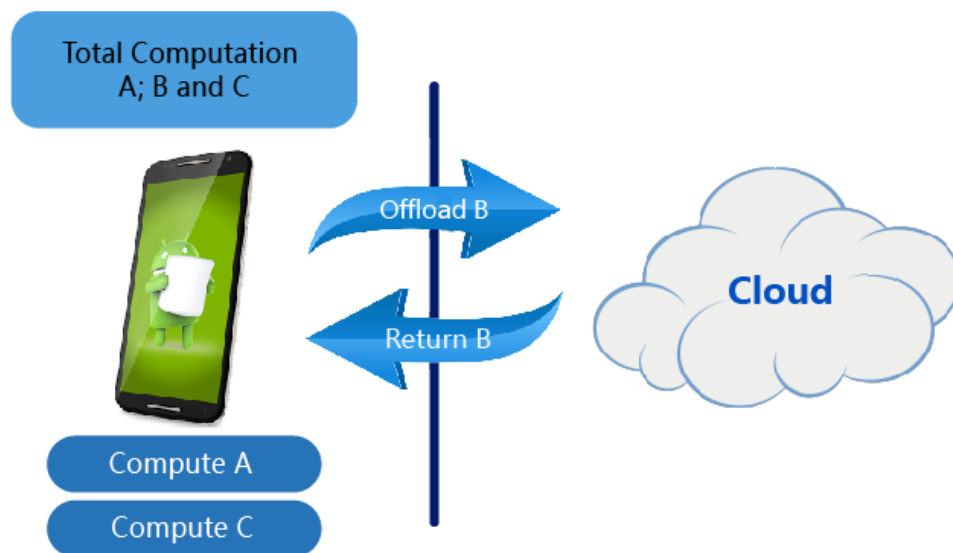 Total Computation
A; B and C
Offload B
Cloud
Return B
Compute A
Compute C